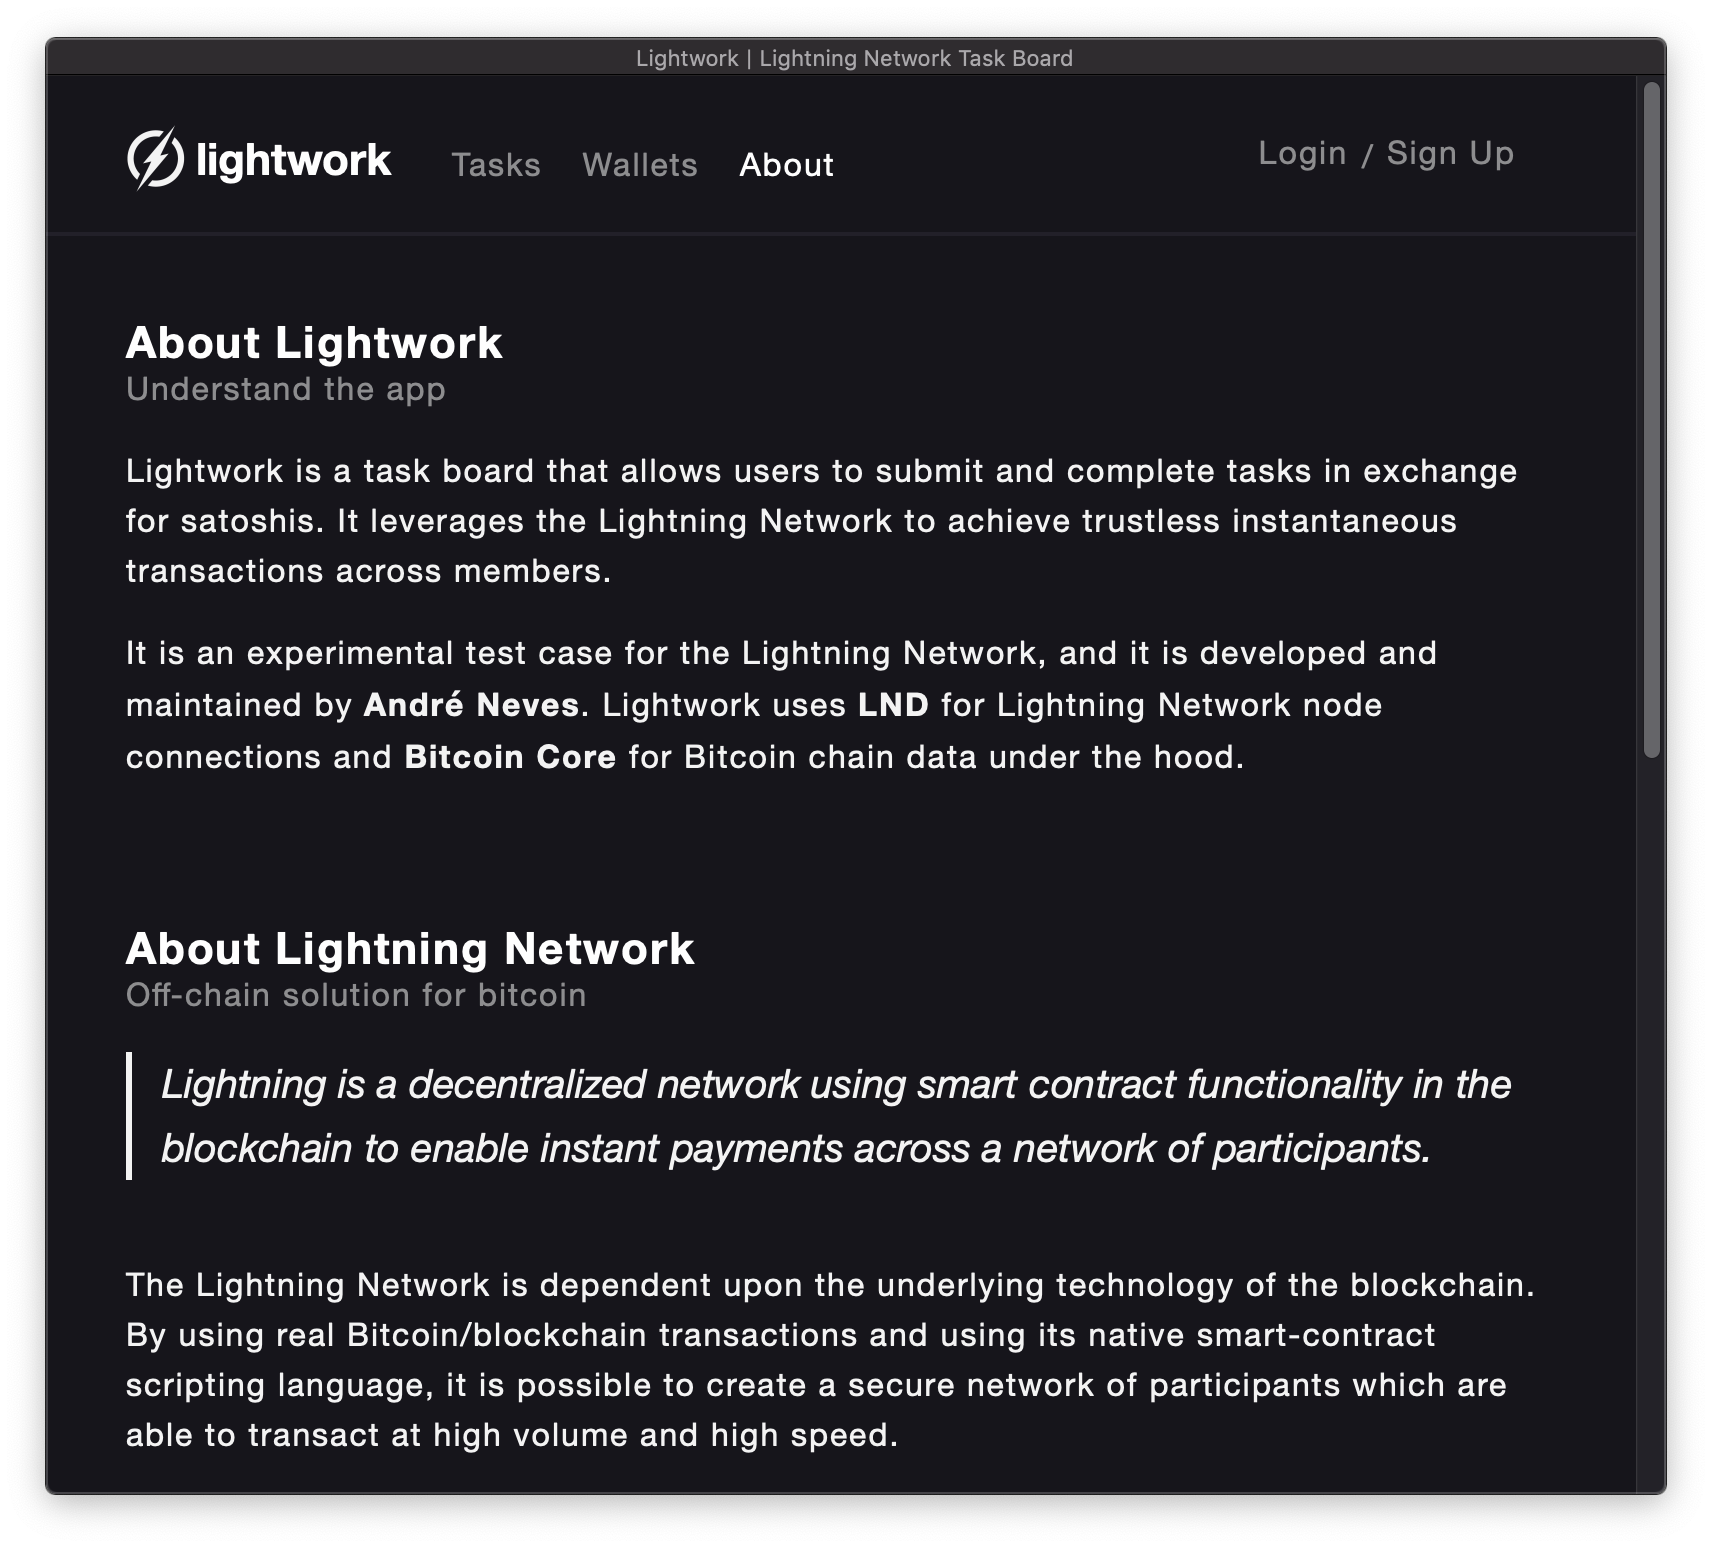 Lightwork | Lightning Network Task Board
lightwork Tasks Wallets About Login / Sign Up
About Lightwork
Understand the app
Lightwork is a task board that allows users to submit and complete tasks in exchange
for satoshis. It leverages the Lightning Network to achieve trustless instantaneous
transactions across members.
It is an experimental test case for the Lightning Network, and it is developed and
maintained by André Neves. Lightwork uses LND for Lightning Network node
connections and Bitcoin Core for Bitcoin chain data under the hood.
About Lightning Network
Off-chain solution for bitcoin
Lightning is a decentralized network using smart contract functionality in the
blockchain to enable instant payments across a network of participants.
The Lightning Network is dependent upon the underlying technology of the blockchain.
By using real Bitcoin/blockchain transactions and using its native smart-contract
scripting language, it is possible to create a secure network of participants which are
able to transact at high volume and high speed.